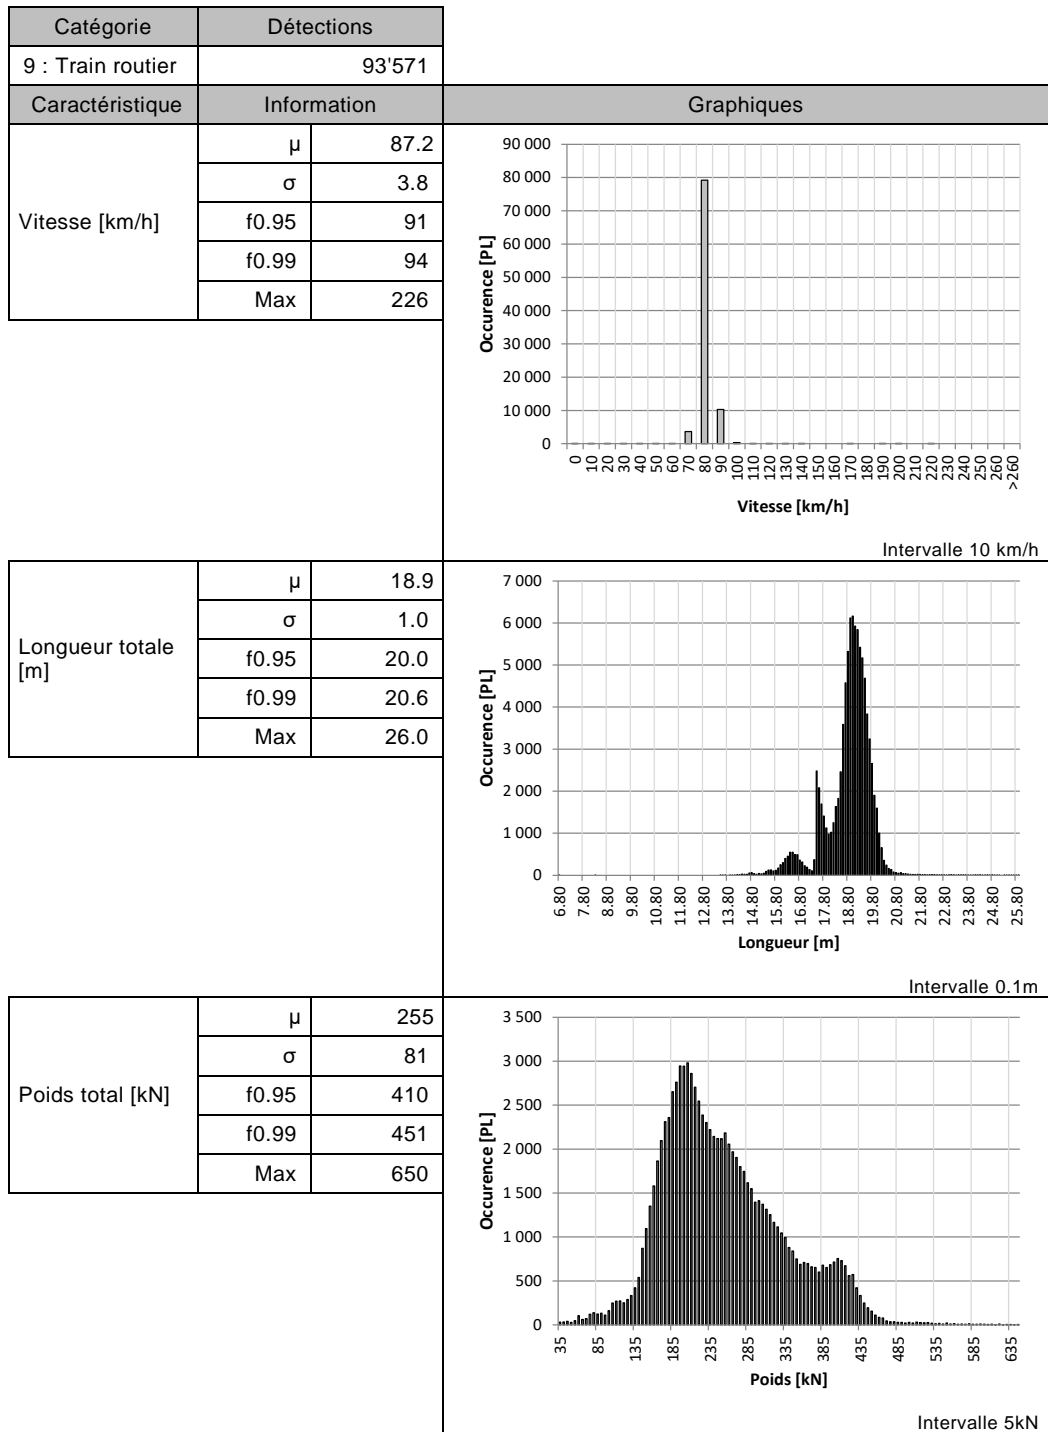 Catégorie Détections
9 : Train routier 93'571
Caractéristique Information Graphiques
Vitesse [km/h]
µ 87.2
σ 3.8
f0.95 91
f0.99 94
Max 226
Occurence [PL]
90 000
80 000
70 000
60 000
50 000
40 000
30 000
20 000
10 000
0
0 10 20 30 40 50 60 70 80 90 100 110 120 130 140 150 160 170 180 190 200 210 220 230 240 250 260 >260
Vitesse [km/h]
Intervalle 10 km/h
Longueur totale
[m]
µ 18.9
σ 1.0
f0.95 20.0
f0.99 20.6
Max 26.0
Occurence [PL]
7 000
6 000
5 000
4 000
3 000
2 000
1 000
0
6.80 7.80 8.80 9.80 10.80 11.80 12.80 13.80 14.80 15.80 16.80 17.80 18.80 19.80 20.80 21.80 22.80 23.80 24.80 25.80
Longueur [m]
Intervalle 0.1m
Poids total [kN]
µ 255
σ 81
f0.95 410
f0.99 451
Max 650
Occurence [PL]
3 500
3 000
2 500
2 000
1 500
1 000
500
0
35 85 135 185 235 285 335 385 435 485 535 585 635
Poids [kN]
Intervalle 5kN